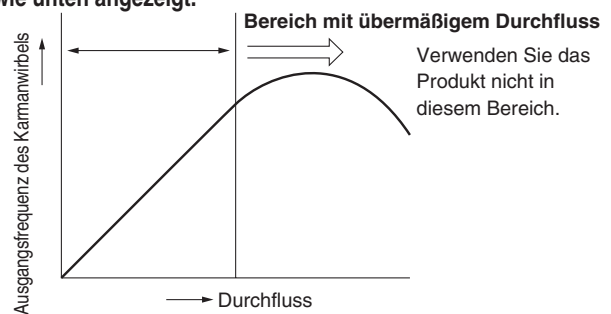 wie unten angezeigt.
Bereich mit übermäßigem Durchfluss
Verwenden Sie das
Produkt nicht in
diesem Bereich.
Ausgangsfrequenz des Karmanwirbels
Durchfluss